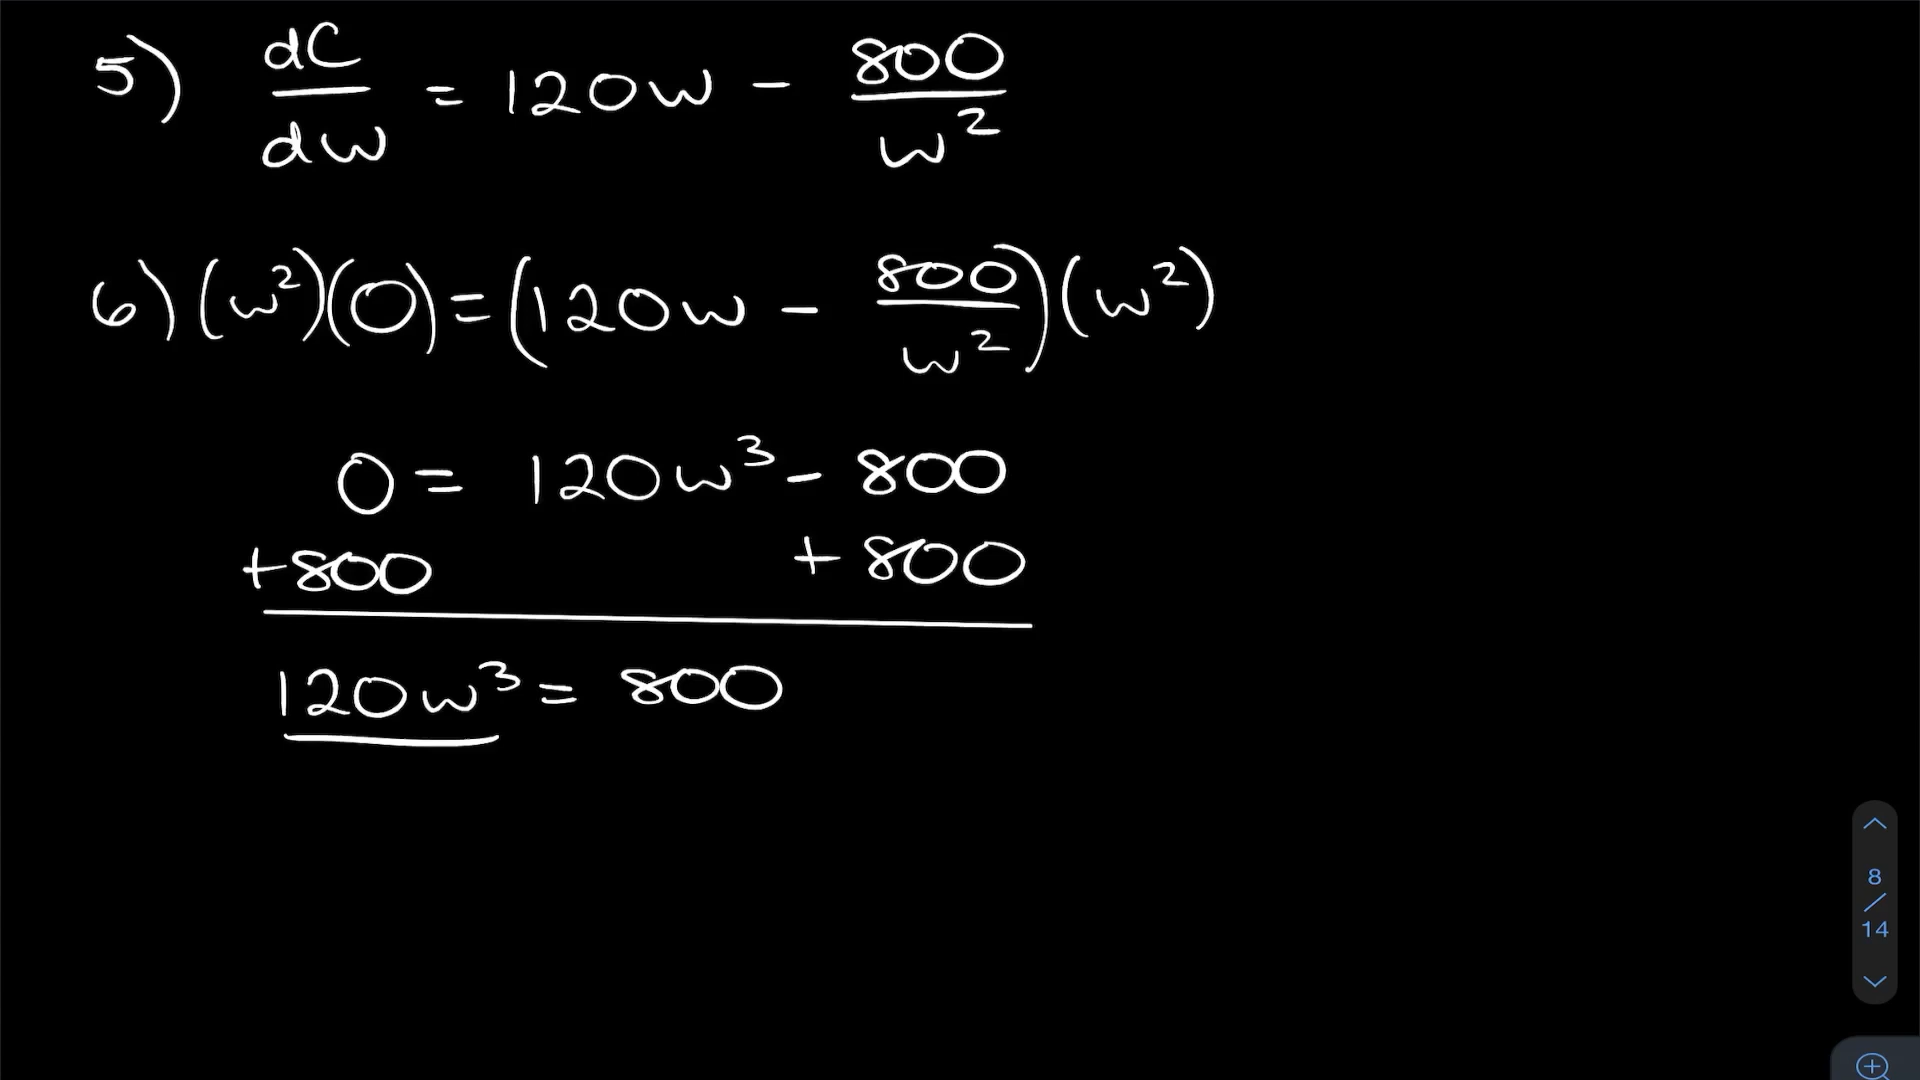 5) dC/dw = 120w - 800/w²
6) (w²)(0) = (120w - 800/w²)(w²)
0 = 120w³ - 800
+800 +800
120w³ = 800
8
/
14